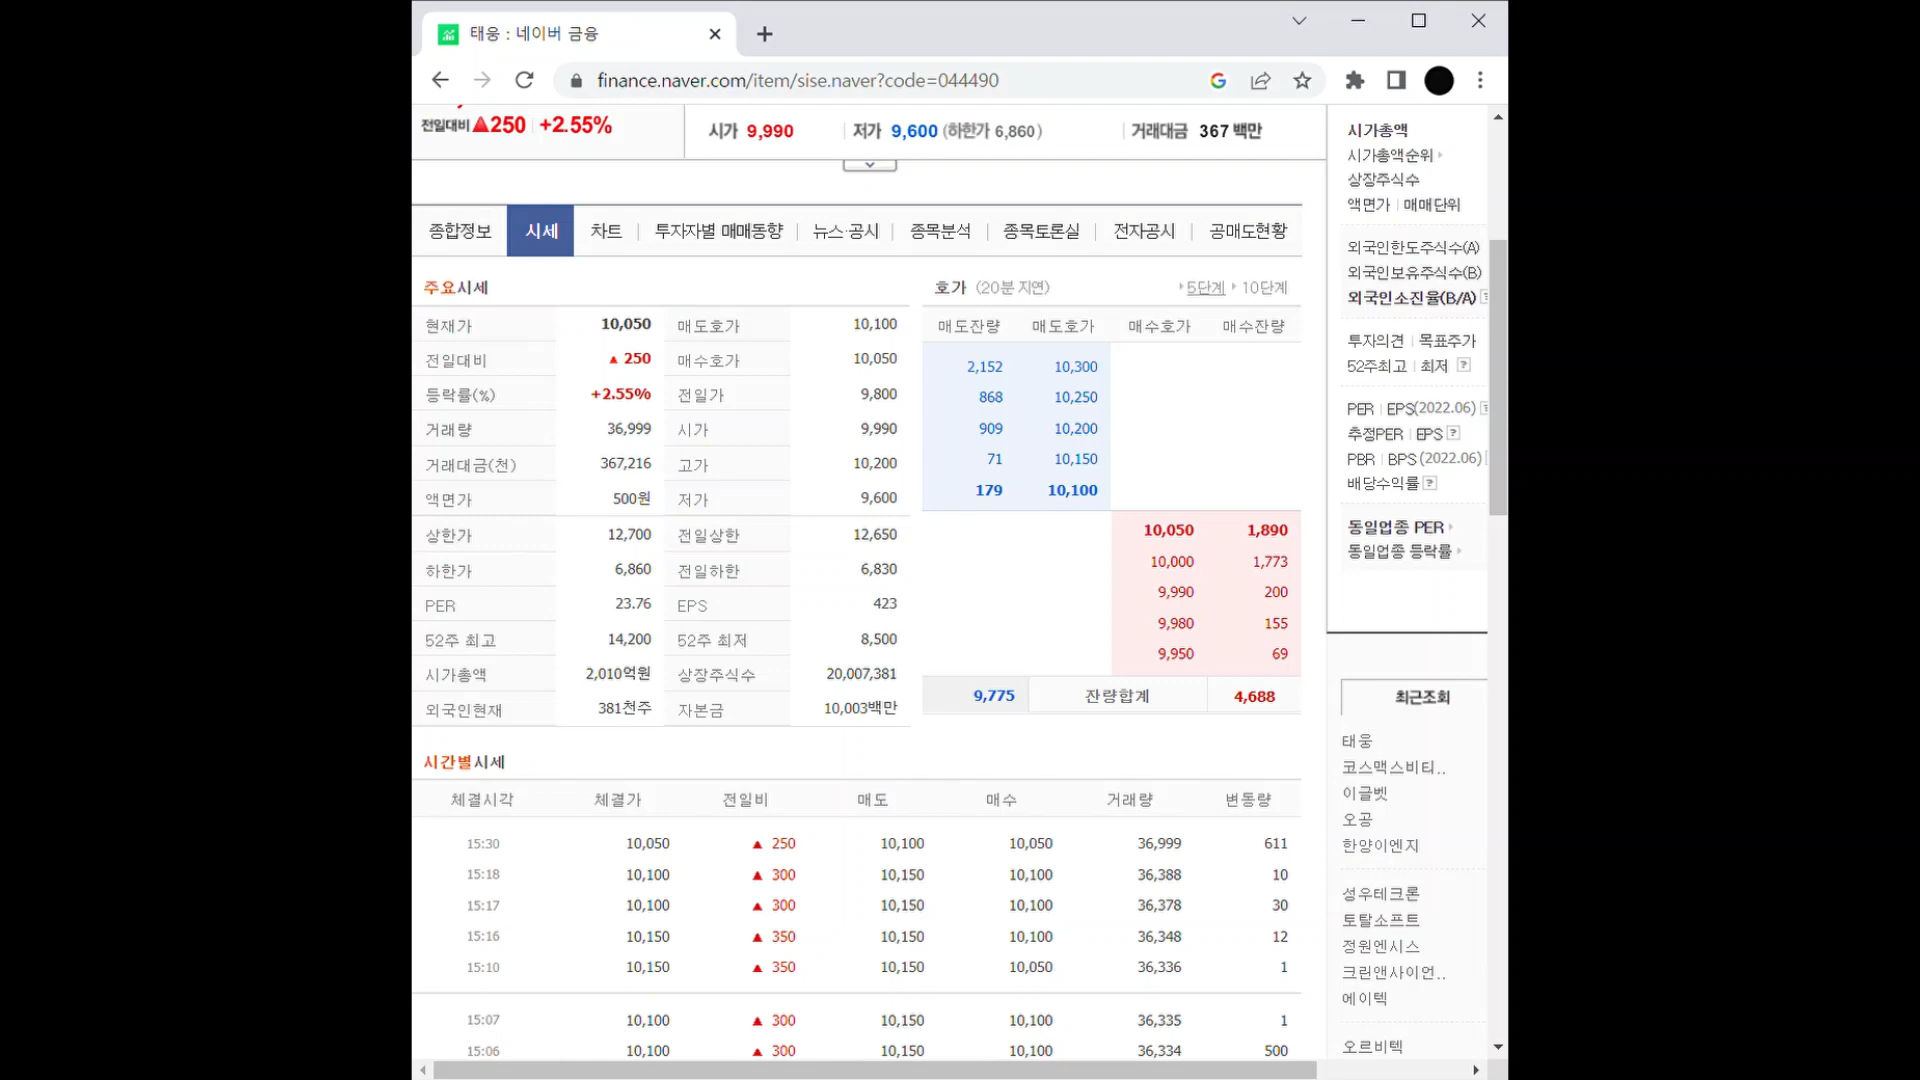 태웅 : 네이버 금융
finance.naver.com/item/sise.naver?code=044490
전일대비 ▲250 +2.55%
시가 9,990 저가 9,600 (하한가 6,860) 거래대금 367 백만
종합정보 시세 차트 투자자별 매매동향 뉴스·공시 종목분석 종목토론실 전자공시 공매도현황
주요시세
현재가 10,050 매도호가 10,100
전일대비 ▲ 250 매수호가 10,050
등락률(%) +2.55% 전일가 9,800
거래량 36,999 시가 9,990
거래대금(천) 367,216 고가 10,200
액면가 500원 저가 9,600
상한가 12,700 전일상한 12,650
하한가 6,860 전일하한 6,830
PER 23.76 EPS 423
52주 최고 14,200 52주 최저 8,500
시가총액 2,010억원 상장주식수 20,007,381
외국인현재 381천주 자본금 10,003백만
호가 (20분 지연) 5단계 10단계
매도잔량 매도호가 매수호가 매수잔량
2,152 10,300
868 10,250
909 10,200
71 10,150
179 10,100
10,050 1,890
10,000 1,773
9,990 200
9,980 155
9,950 69
9,775 잔량합계 4,688
시간별시세
체결시각 체결가 전일비 매도 매수 거래량 변동량
15:30 10,050 ▲ 250 10,100 10,050 36,999 611
15:18 10,100 ▲ 300 10,150 10,100 36,388 10
15:17 10,100 ▲ 300 10,150 10,100 36,378 30
15:16 10,150 ▲ 350 10,150 10,100 36,348 12
15:10 10,150 ▲ 350 10,150 10,050 36,336 1
15:07 10,100 ▲ 300 10,150 10,100 36,335 1
15:06 10,100 ▲ 300 10,150 10,100 36,334 500
시가총액
시가총액순위
상장주식수
액면가 매매단위
외국인한도주식수(A)
외국인보유주식수(B)
외국인소진율(B/A) ?
투자의견 목표주가
52주최고 최저 ?
PER EPS(2022.06)
추정PER EPS ?
PBR BPS (2022.06)
배당수익률 ?
동일업종 PER
동일업종 등락률
최근조회
태웅
코스맥스비티..
이글벳
오공
한양이엔지
성우테크론
토탈소프트
정원엔시스
크린앤사이언..
에이텍
오르비텍